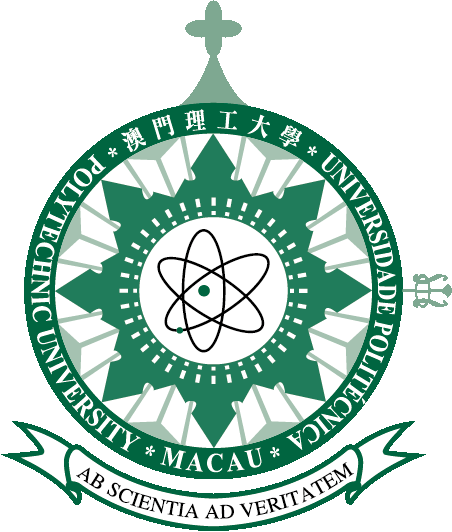 澳門理工大學
UNIVERSIDADE POLITÉCNICA
POLYTECHNIC UNIVERSITY
* MACAU *
AB SCIENTIA AD VERITATEM